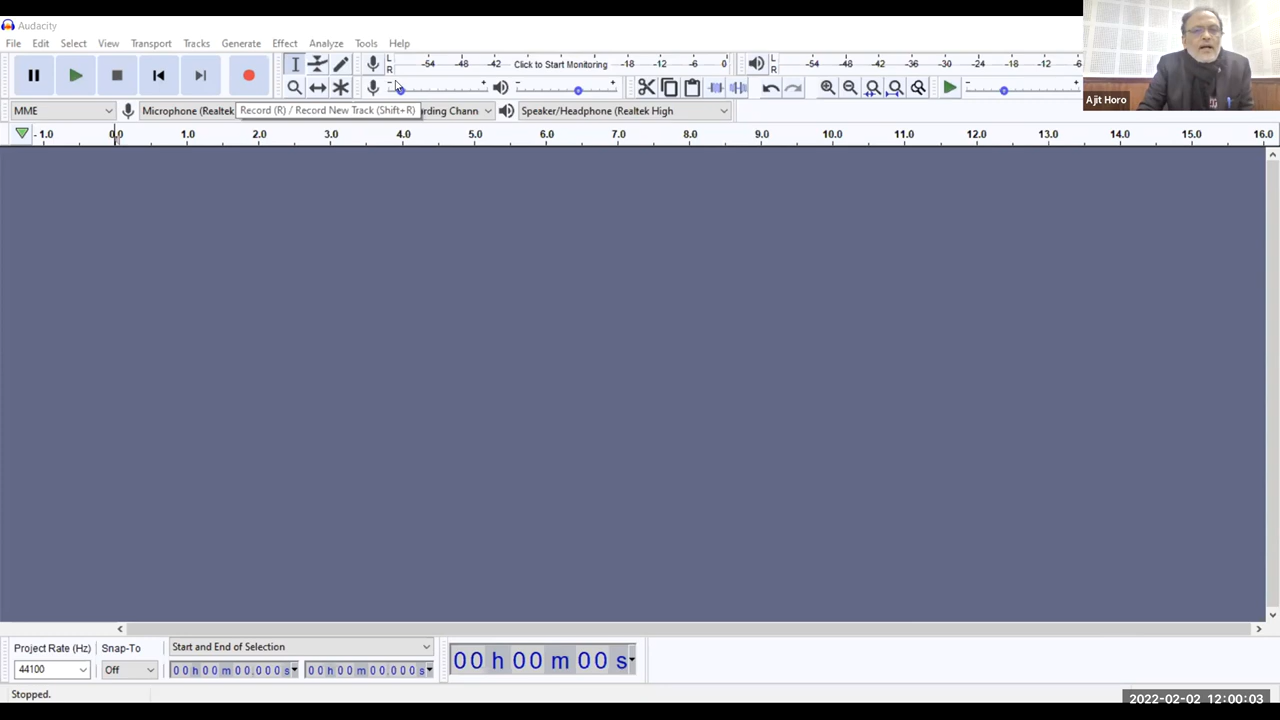 Audacity
File Edit Select View Transport Tracks Generate Effect Analyze Tools Help
L R -54 -48 -42 Click to Start Monitoring -18 -12 -6 0 L R -54 -48 -42 -36 -30 -24 -18 -12 -6
MME Microphone (Realtek Record (R) / Record New Track (Shift+R) rding Chann Speaker/Headphone (Realtek High
Ajit Horo
- 1.0 0.0 1.0 2.0 3.0 4.0 5.0 6.0 7.0 8.0 9.0 10.0 11.0 12.0 13.0 14.0 15.0 16.0
Project Rate (Hz) Snap-To Start and End of Selection
44100 Off 00 h 00 m 00.000 s 00 h 00 m 00.000 s 00 h 00 m 00 s
Stopped.
2022-02-02 12:00:03